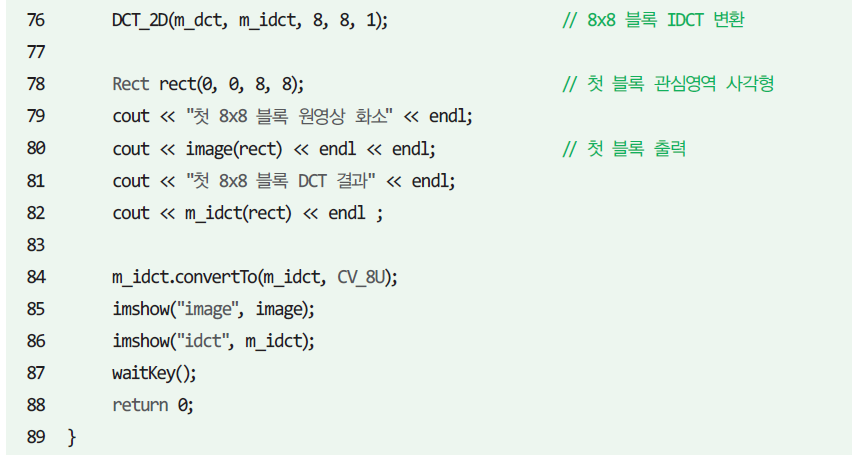 76 DCT_2D(m_dct, m_idct, 8, 8, 1); // 8x8 블록 IDCT 변환
77
78 Rect rect(0, 0, 8, 8); // 첫 블록 관심영역 사각형
79 cout << "첫 8x8 블록 원영상 화소" << endl;
80 cout << image(rect) << endl << endl; // 첫 블록 출력
81 cout << "첫 8x8 블록 DCT 결과" << endl;
82 cout << m_idct(rect) << endl ;
83
84 m_idct.convertTo(m_idct, CV_8U);
85 imshow("image", image);
86 imshow("idct", m_idct);
87 waitKey();
88 return 0;
89 }